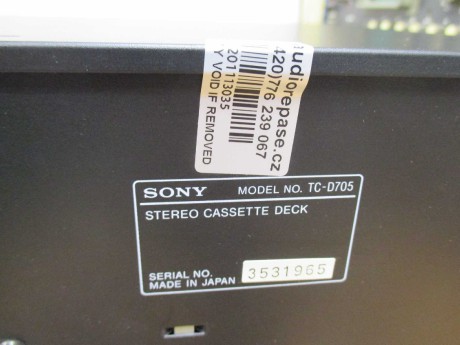 udiorepase.cz
420)776 239 067
201113035
Y VOID IF REMOVED
SONY MODEL NO. TC-D705
STEREO CASSETTE DECK
SERIAL NO. 3531965
MADE IN JAPAN